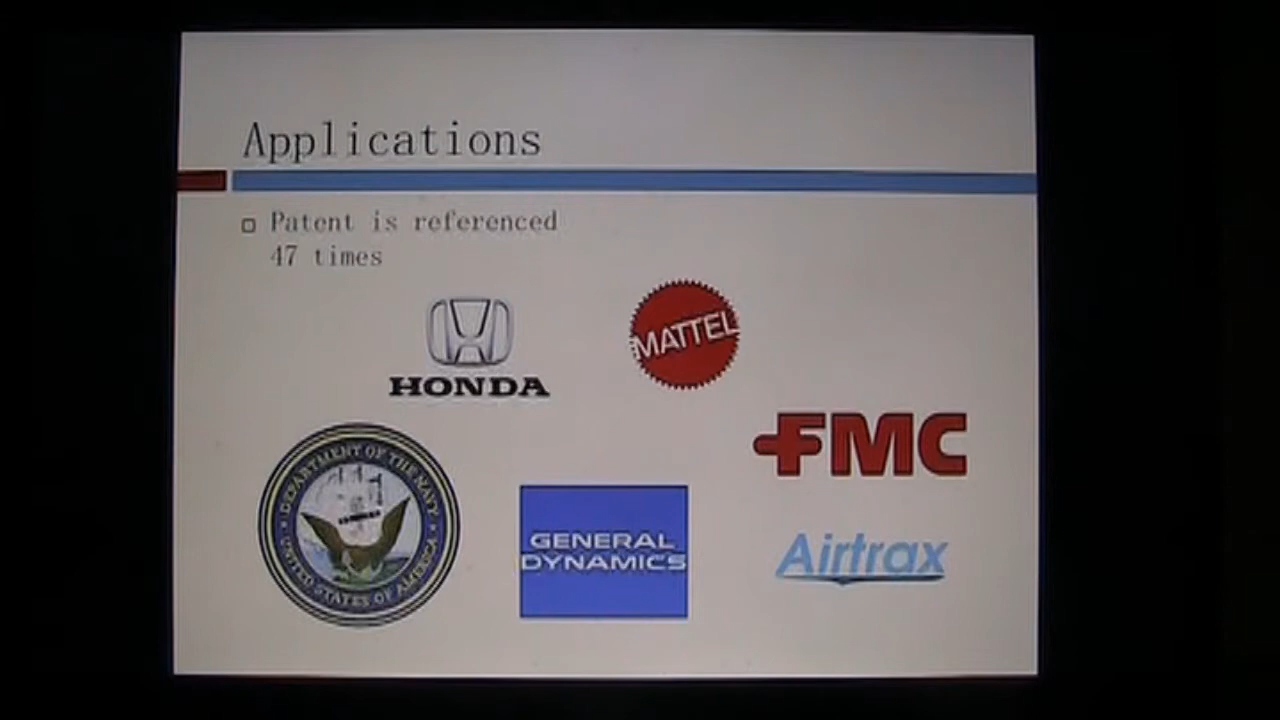 Applications
Patent is referenced
47 times
HONDA
MATTEL
FMC
DEPARTMENT OF THE NAVY
UNITED STATES OF AMERICA
GENERAL
DYNAMICS
Airtrax